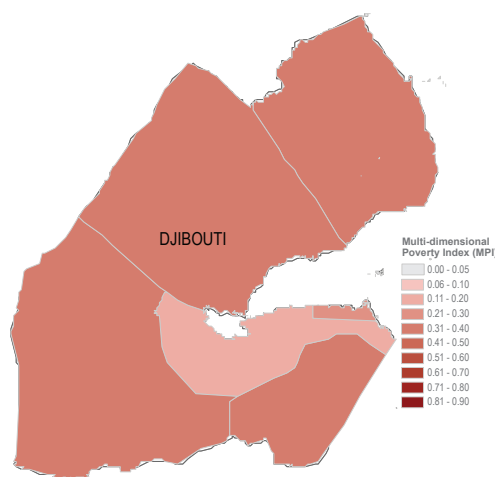 DJIBOUTI
Multi-dimensional
Poverty Index (MPI)
0.00 - 0.05
0.06 - 0.10
0.11 - 0.20
0.21 - 0.30
0.31 - 0.40
0.41 - 0.50
0.51 - 0.60
0.61 - 0.70
0.71 - 0.80
0.81 - 0.90